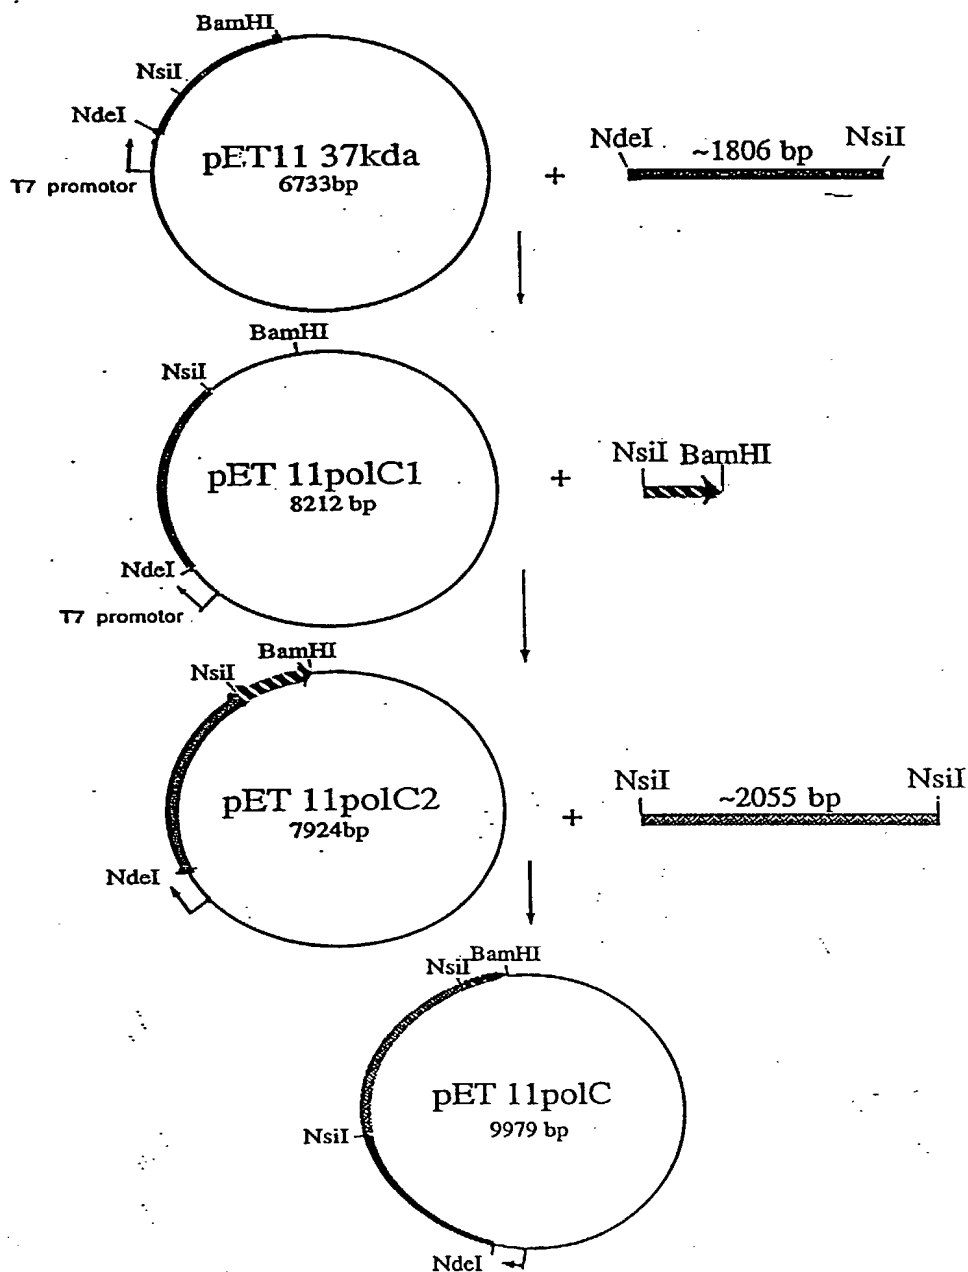 BamHI
NsiI
NdeI
T7 promotor
pET11 37kda
6733bp
+
NdeI
~1806 bp
NsiI
BamHI
NsiI
pET 11polC1
8212 bp
NdeI
T7 promotor
+
NsiI BamHI
BamHI
NsiI
pET 11polC2
7924bp
NdeI
+
NsiI
~2055 bp
NsiI
BamHI
NsiI
pET 11polC
9979 bp
NsiI
NdeI